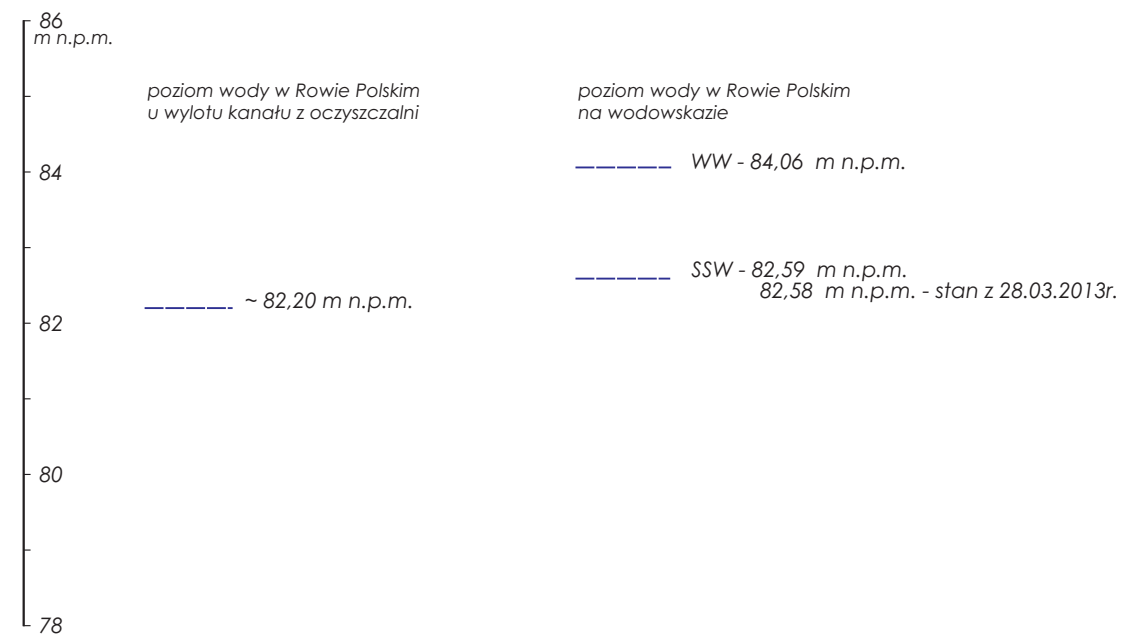 86
m n.p.m.
poziom wody w Rowie Polskim
u wylotu kanału z oczyszczalni
poziom wody w Rowie Polskim
na wodowskazie
WW - 84,06 m n.p.m.
84
SSW - 82,59 m n.p.m.
82,58 m n.p.m. - stan z 28.03.2013r.
~ 82,20 m n.p.m.
82
80
78